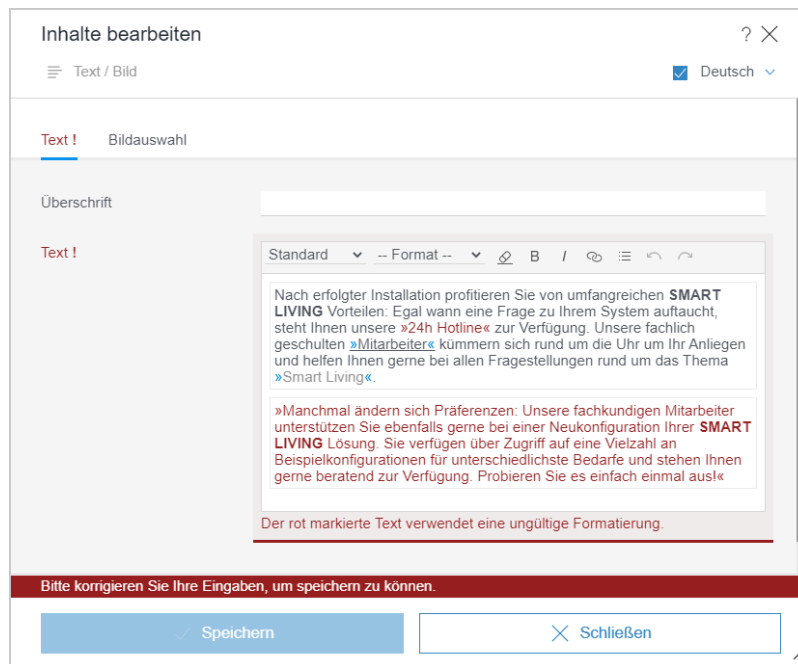 Inhalte bearbeiten ?
Text / Bild Deutsch
Text ! Bildauswahl
Überschrift
Text !
Standard -- Format -- B I
Nach erfolgter Installation profitieren Sie von umfangreichen SMART
LIVING Vorteilen: Egal wann eine Frage zu Ihrem System auftaucht,
steht Ihnen unsere »24h Hotline« zur Verfügung. Unsere fachlich
geschulten »Mitarbeiter« kümmern sich rund um die Uhr um Ihr Anliegen
und helfen Ihnen gerne bei allen Fragestellungen rund um das Thema
»Smart Living«.
»Manchmal ändern sich Präferenzen: Unsere fachkundigen Mitarbeiter
unterstützen Sie ebenfalls gerne bei einer Neukonfiguration Ihrer SMART
LIVING Lösung. Sie verfügen über Zugriff auf eine Vielzahl an
Beispielkonfigurationen für unterschiedlichste Bedarfe und stehen Ihnen
gerne beratend zur Verfügung. Probieren Sie es einfach einmal aus!«
Der rot markierte Text verwendet eine ungültige Formatierung.
Bitte korrigieren Sie Ihre Eingaben, um speichern zu können.
Speichern Schließen